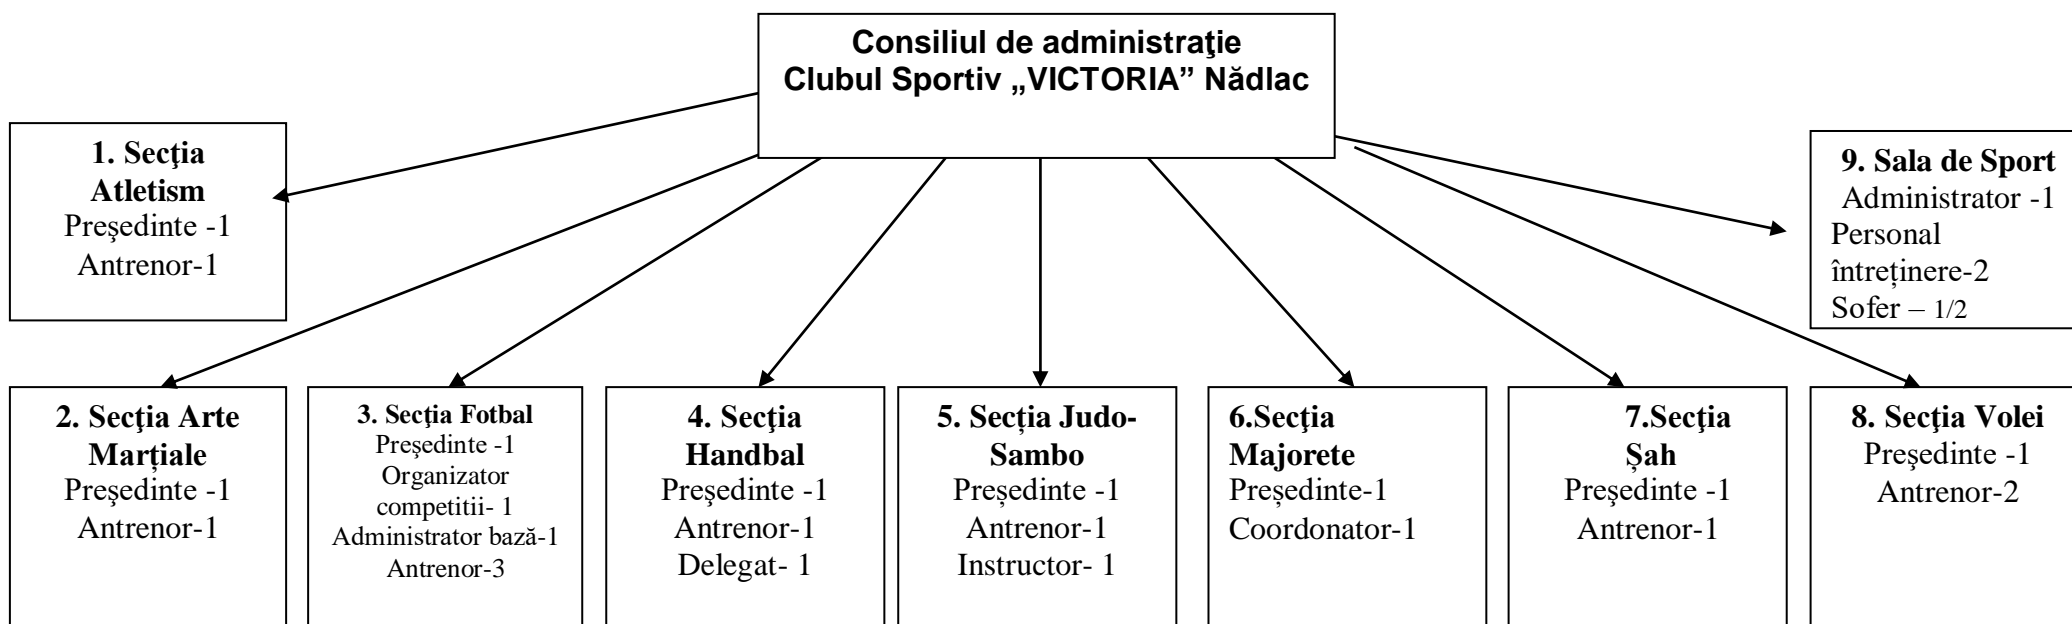 Consiliul de administraţie
Clubul Sportiv „VICTORIA” Nădlac
1. Secţia
Atletism
Preşedinte -1
Antrenor-1
9. Sala de Sport
Administrator -1
Personal
întreținere-2
Sofer – 1/2
2. Secţia Arte
Marțiale
Preşedinte -1
Antrenor-1
3. Secţia Fotbal
Preşedinte -1
Organizator
competitii- 1
Administrator bază-1
Antrenor-3
4. Secţia
Handbal
Preşedinte -1
Antrenor-1
Delegat- 1
5. Secția Judo-
Sambo
Președinte -1
Antrenor-1
Instructor- 1
6.Secţia
Majorete
Președinte-1
Coordonator-1
7.Secţia
Șah
Preşedinte -1
Antrenor-1
8. Secţia Volei
Preşedinte -1
Antrenor-2